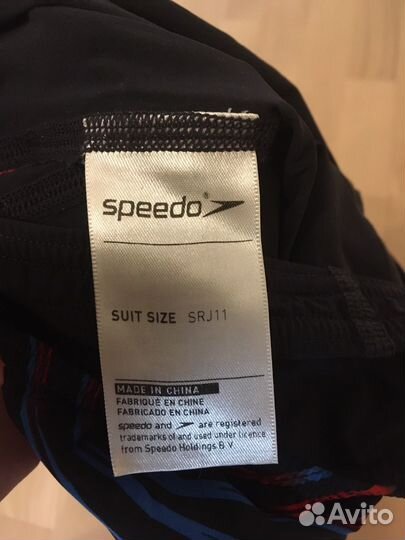 speedo®
SUIT SIZE SRJ11
MADE IN CHINA
FABRIQUÉ EN CHINE
FABRICADO EN CHINA
speedo and are registered
trademarks of and used under licence
from Speedo Holdings B.V.
Avito